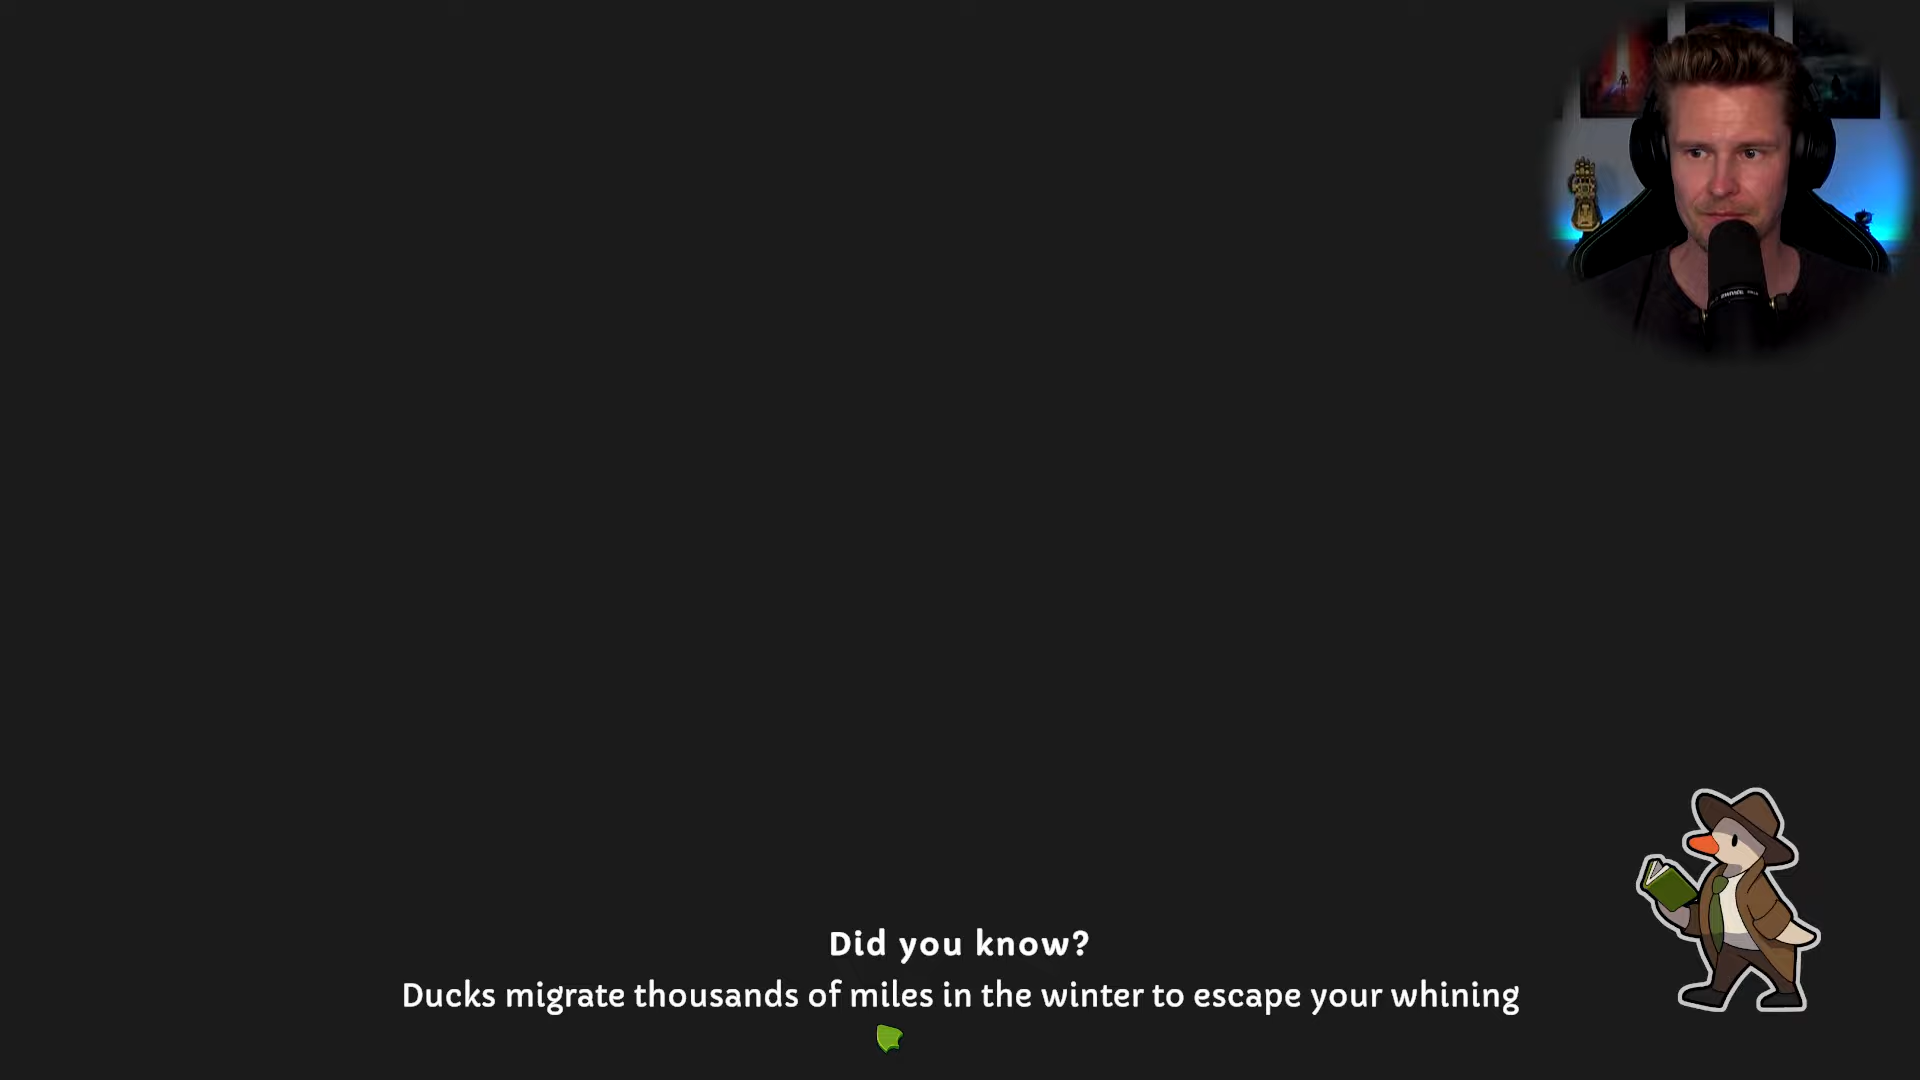 Did you know?
Ducks migrate thousands of miles in the winter to escape your whining